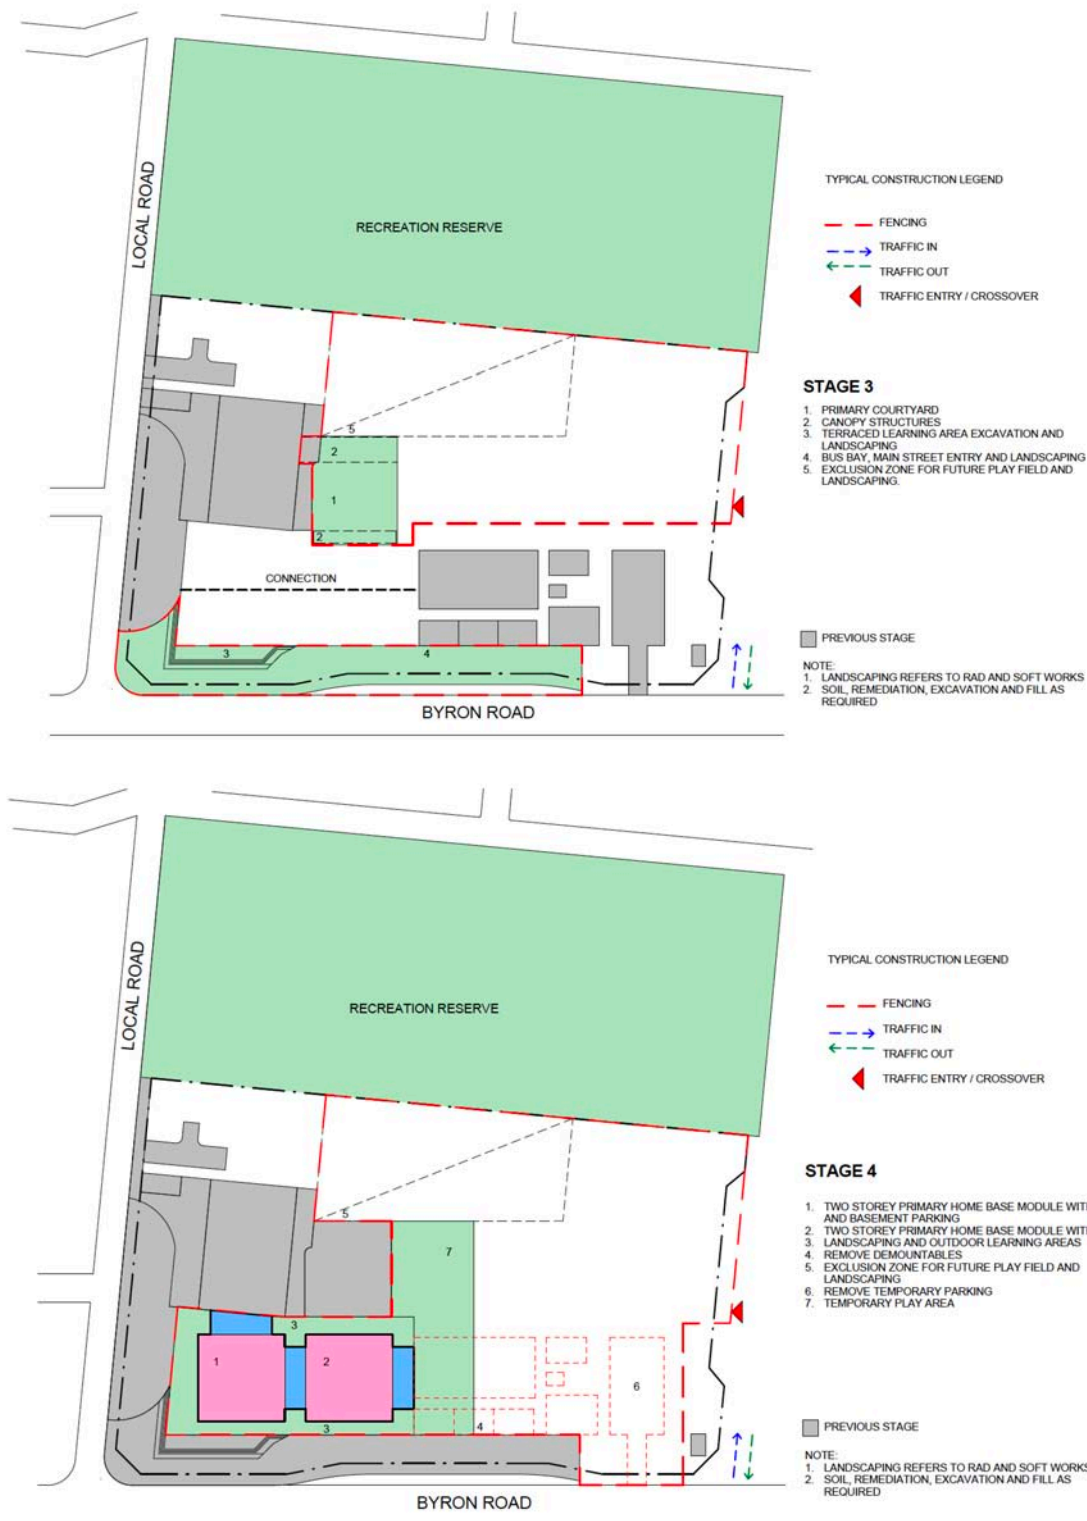 LOCAL ROAD
RECREATION RESERVE
TYPICAL CONSTRUCTION LEGEND
FENCING
TRAFFIC IN
TRAFFIC OUT
TRAFFIC ENTRY / CROSSOVER
STAGE 3
1. PRIMARY COURTYARD
2. CANOPY STRUCTURES
3. TERRACED LEARNING AREA EXCAVATION AND
LANDSCAPING
4. BUS BAY, MAIN STREET ENTRY AND LANDSCAPING
5. EXCLUSION ZONE FOR FUTURE PLAY FIELD AND
LANDSCAPING.
5
2
1
2
CONNECTION
3
4
PREVIOUS STAGE
NOTE:
1. LANDSCAPING REFERS TO RAD AND SOFT WORKS
2. SOIL, REMEDIATION, EXCAVATION AND FILL AS
REQUIRED
BYRON ROAD
LOCAL ROAD
RECREATION RESERVE
TYPICAL CONSTRUCTION LEGEND
FENCING
TRAFFIC IN
TRAFFIC OUT
TRAFFIC ENTRY / CROSSOVER
STAGE 4
1. TWO STOREY PRIMARY HOME BASE MODULE WIT
AND BASEMENT PARKING
2. TWO STOREY PRIMARY HOME BASE MODULE WIT
3. LANDSCAPING AND OUTDOOR LEARNING AREAS
4. REMOVE DEMOUNTABLES
5. EXCLUSION ZONE FOR FUTURE PLAY FIELD AND
LANDSCAPING
6. REMOVE TEMPORARY PARKING
7. TEMPORARY PLAY AREA
5
7
3
1
2
6
3
4
PREVIOUS STAGE
NOTE:
1. LANDSCAPING REFERS TO RAD AND SOFT WORKS
2. SOIL, REMEDIATION, EXCAVATION AND FILL AS
REQUIRED
BYRON ROAD